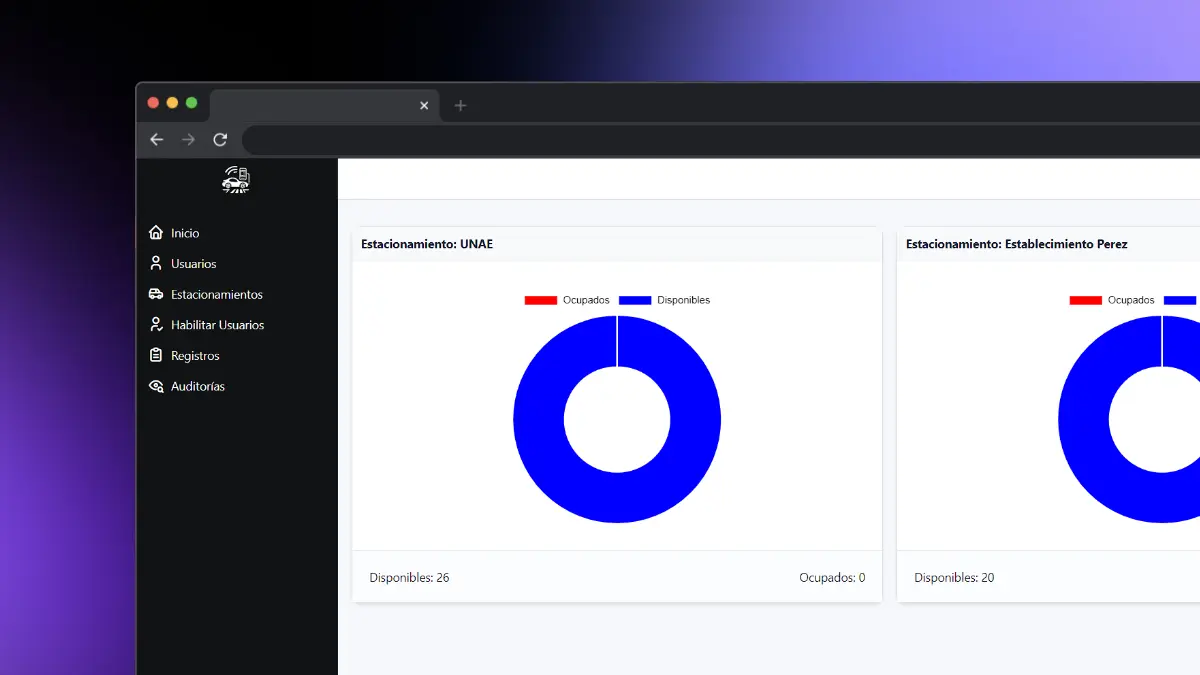 Inicio
Usuarios
Estacionamientos
Habilitar Usuarios
Registros
Auditorías
Estacionamiento: UNAE
Ocupados Disponibles
Disponibles: 26 Ocupados: 0
Estacionamiento: Establecimiento Perez
Ocupados
Disponibles: 20